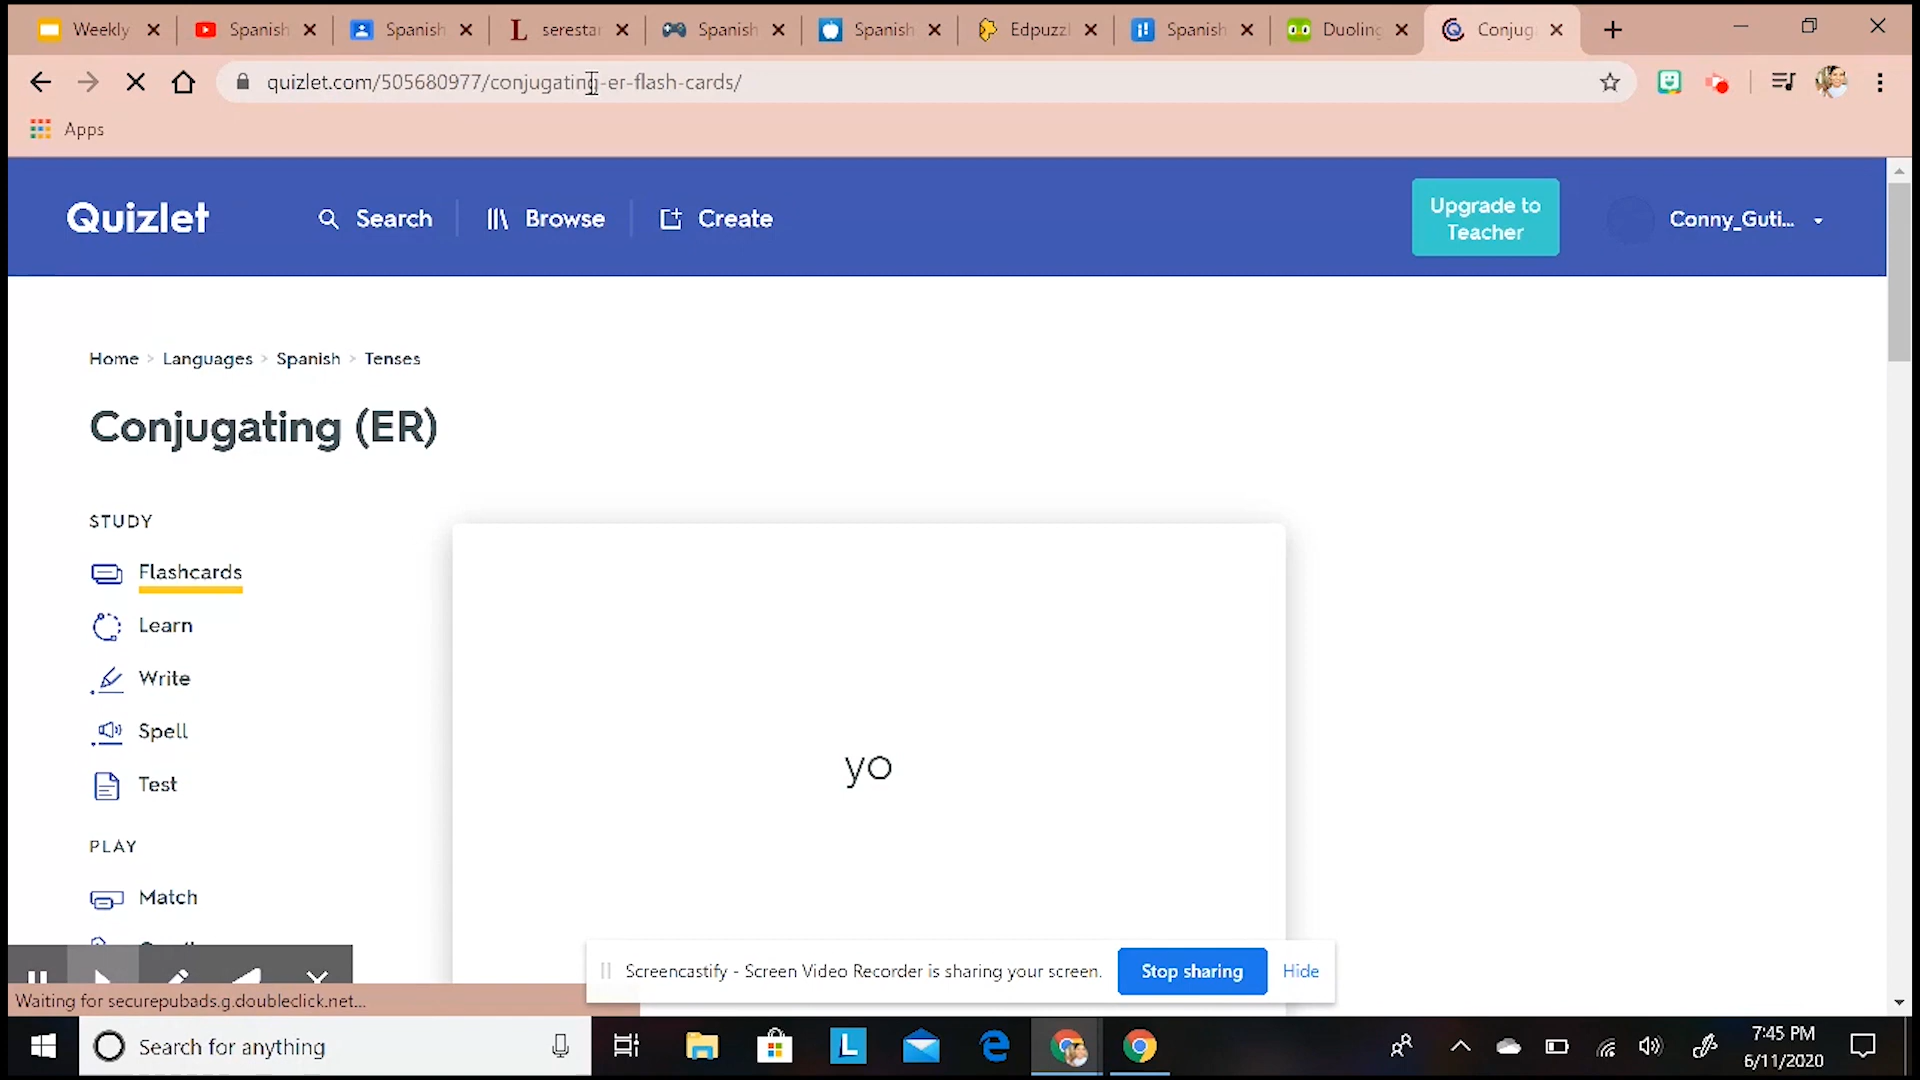 Weekly
Spanish
Spanish
serestar
Spanish
Spanish
Edpuzzl
Spanish
Duoling
Conjug
quizlet.com/505680977/conjugating-er-flash-cards/
Apps
Quizlet
Search
Browse
Create
Upgrade to
Teacher
Conny_Guti...
Home > Languages > Spanish > Tenses
Conjugating (ER)
STUDY
Flashcards
Learn
Write
Spell
Test
PLAY
Match
yo
Screencastify - Screen Video Recorder is sharing your screen.
Stop sharing
Hide
Waiting for securepubads.g.doubleclick.net...
Search for anything
7:45 PM
6/11/2020